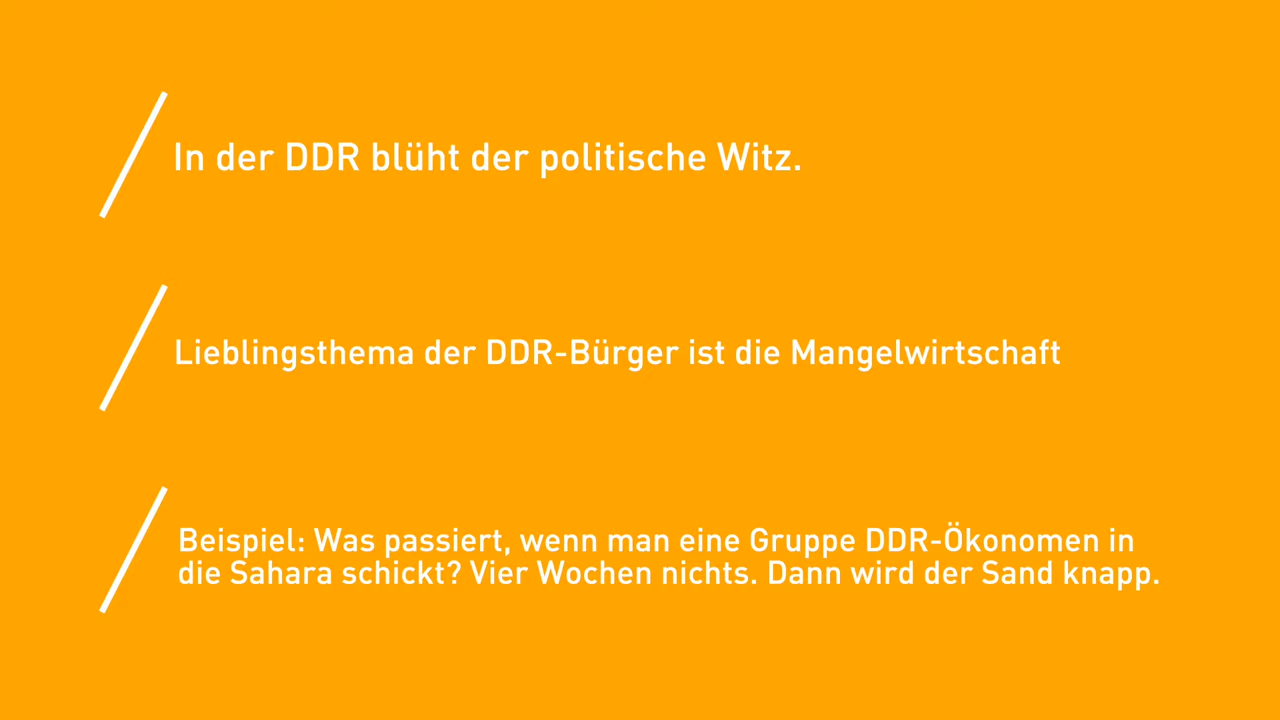 In der DDR blüht der politische Witz.
Lieblingsthema der DDR-Bürger ist die Mangelwirtschaft
Beispiel: Was passiert, wenn man eine Gruppe DDR-Ökonomen in
die Sahara schickt? Vier Wochen nichts. Dann wird der Sand knapp.